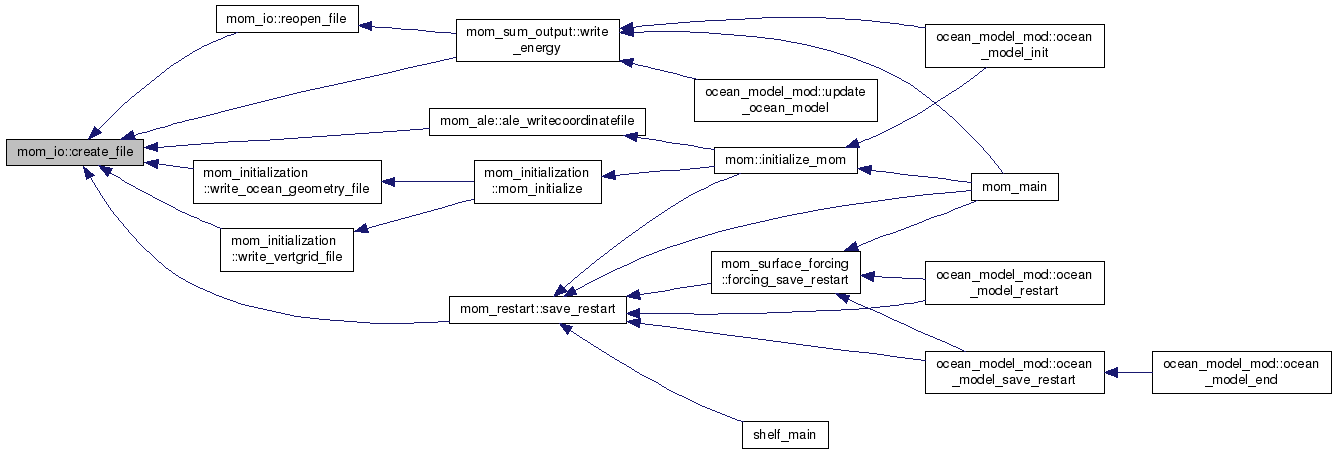 mom_io::create_file
mom_io::reopen_file
mom_sum_output::write
_energy
mom_ale::ale_writecoordinatefile
mom_initialization
::write_ocean_geometry_file
mom_initialization
::write_vertgrid_file
mom_initialization
::mom_initialize
mom_restart::save_restart
ocean_model_mod::ocean
_model_init
ocean_model_mod::update
_ocean_model
mom::initialize_mom
mom_main
mom_surface_forcing
::forcing_save_restart
ocean_model_mod::ocean
_model_restart
ocean_model_mod::ocean
_model_save_restart
ocean_model_mod::ocean
_model_end
shelf_main